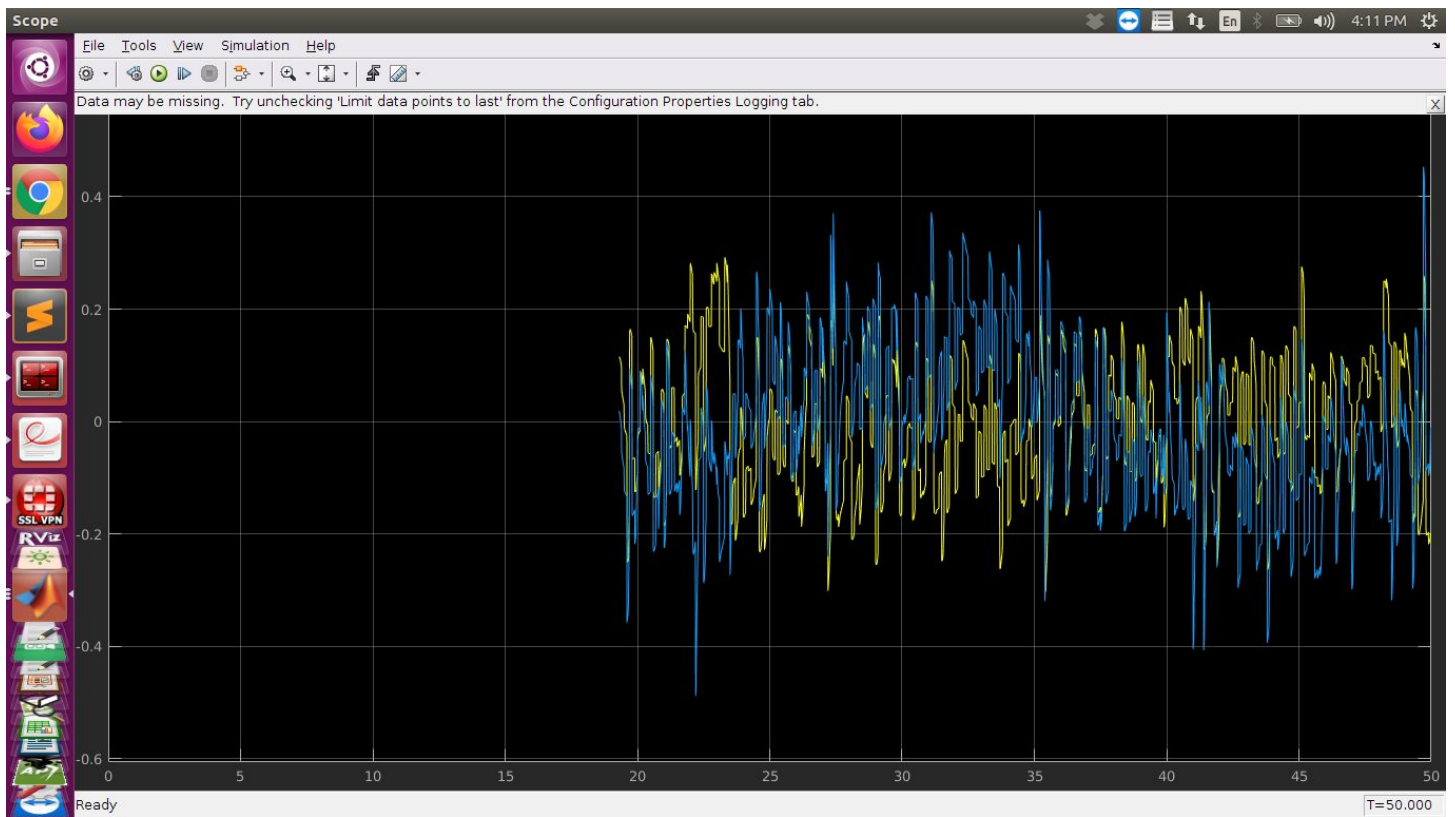 Scope
En
4:11 PM
File Tools View Simulation Help
Data may be missing. Try unchecking 'Limit data points to last' from the Configuration Properties Logging tab.
X
0.4
0.2
0
-0.2
-0.4
-0.6
0 5 10 15 20 25 30 35 40 45 50
SSL VPN
RViz
Ready
T=50.000